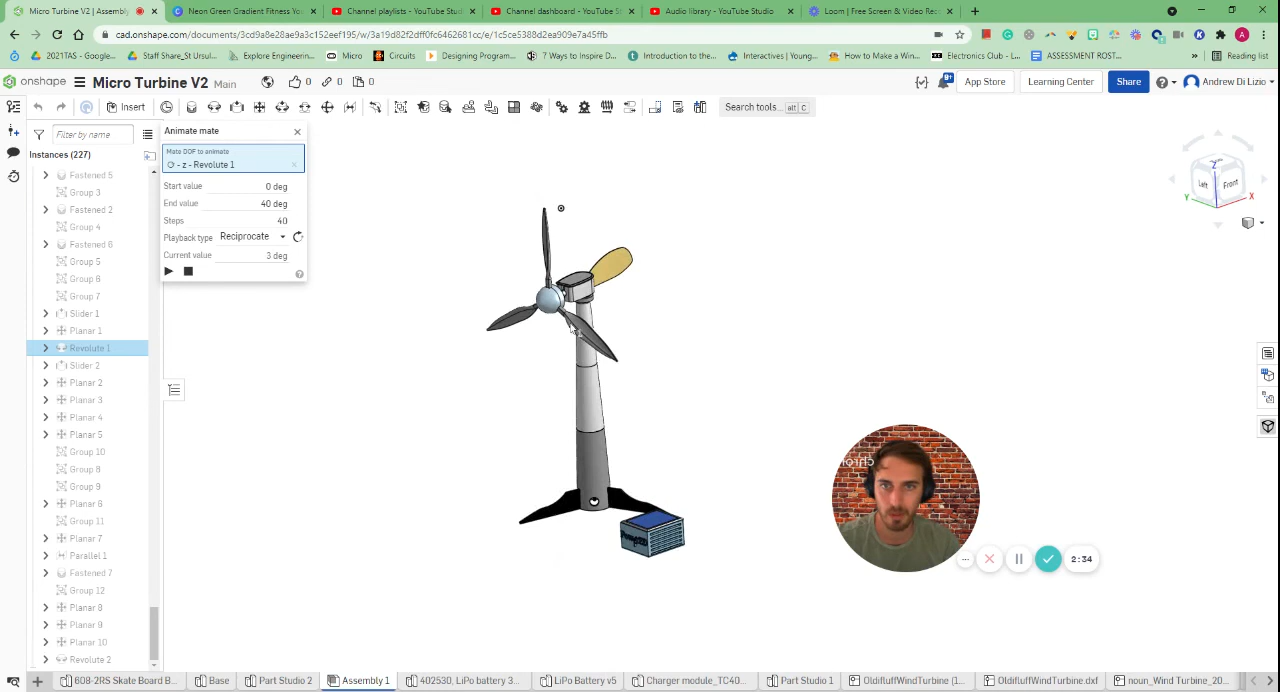 Micro Turbine V2 | Assembly
Neon Green Gradient Fitness Yo
Channel playlists - YouTube Stud
Channel dashboard - YouTube S
Audio library - YouTube Studio
Loom | Free Screen & Video Rec
cad.onshape.com/documents/3cd9a8e28ae9a3c152eef195/w/3a19d82f2dff0fc6462681cc/e/1c5ce5388d2ea909e7a45ffb
2021TAS - Docum...
Staff Share_St Ursul...
Explore Engineering...
Micro
Circuits
Designing Program...
7 Ways to Inspire D...
Introduction to the...
Interactives | Young...
How to Make a Win...
Electronics Club - L...
ASSESSMENT ROST...
Reading list
onshape
Micro Turbine V2
Main
0
0
0
App Store
Learning Center
Share
Andrew Di Lizio
Insert
Search tools...
alt
C
Filter by name
Instances (227)
Fastened 5
Group 3
Fastened 2
Group 4
Fastened 6
Group 5
Group 6
Group 7
Slider 1
Planar 1
Revolute 1
Slider 2
Planar 2
Planar 3
Planar 4
Planar 5
Group 10
Group 8
Group 9
Planar 6
Group 11
Planar 7
Parallel 1
Fastened 7
Group 12
Planar 8
Planar 9
Planar 10
Revolute 2
Animate mate
Mate DOF to animate
- z - Revolute 1
Start value 0 deg
End value 40 deg
Steps 40
Playback type Reciprocate
Current value 3 deg
Z
Left
Front
Y
X
2:34
608-2RS Skate Board B...
Base
Part Studio 2
Assembly 1
402530, LiPo battery 3...
LiPo Battery v5
Charger module_TC40...
Part Studio 1
OldifluffWindTurbine (1...
OldifluffWindTurbine.dxf
noun_Wind Turbine_20...